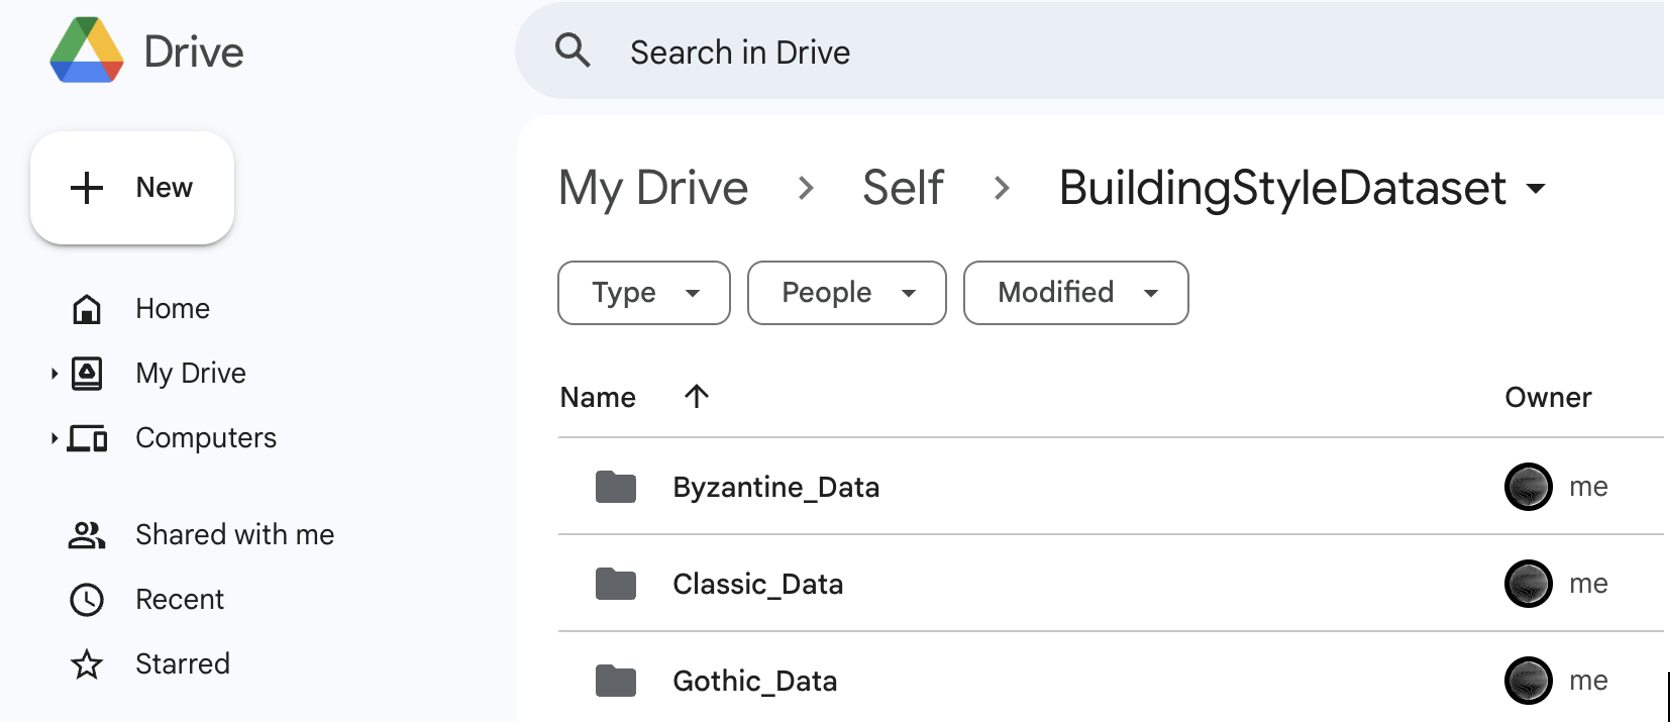 Drive
Search in Drive
New
My Drive > Self > BuildingStyleDataset
Type People Modified
Home
My Drive
Computers
Shared with me
Recent
Starred
Name Owner
Byzantine_Data me
Classic_Data me
Gothic_Data me